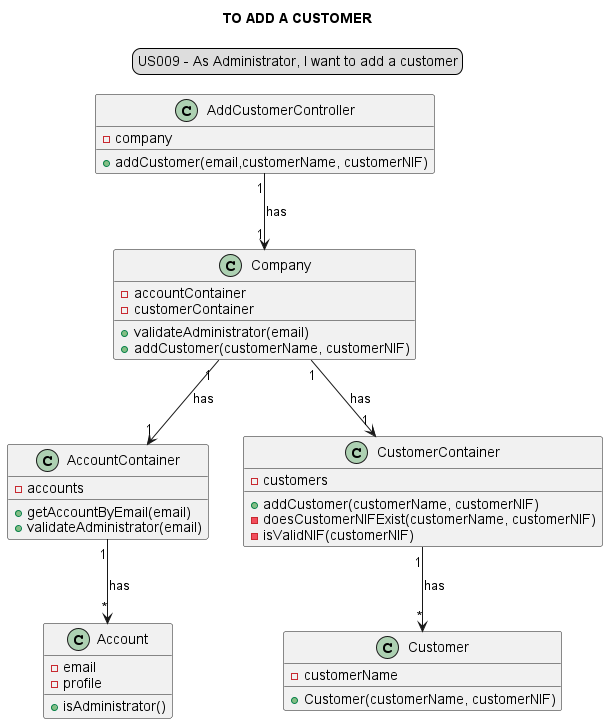 TO ADD A CUSTOMER
US009 - As Administrator, I want to add a customer
C AddCustomerController
company
addCustomer(email,customerName, customerNIF)
1
has
1
C Company
accountContainer
customerContainer
validateAdministrator(email)
addCustomer(customerName, customerNIF)
1 1
has has
1 1
C AccountContainer
accounts
getAccountByEmail(email)
validateAdministrator(email)
C CustomerContainer
customers
addCustomer(customerName, customerNIF)
doesCustomerNIFExist(customerName, customerNIF)
isValidNIF(customerNIF)
1 1
has has
* *
C Account
email
profile
isAdministrator()
C Customer
customerName
Customer(customerName, customerNIF)